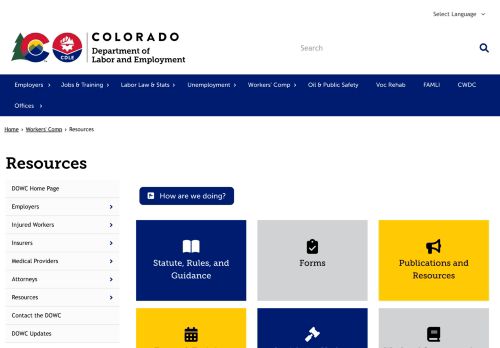 Select Language
COLORADO
Department of
Labor and Employment
CDLE
Search
Employers Jobs & Training Labor Law & Stats Unemployment Workers' Comp Oil & Public Safety Voc Rehab FAMLI CWDC
Offices
Home › Workers' Comp › Resources
Resources
DOWC Home Page
Employers
Injured Workers
Insurers
Medical Providers
Attorneys
Resources
Contact the DOWC
DOWC Updates
How are we doing?
Statute, Rules, and
Guidance
Forms
Publications and
Resources